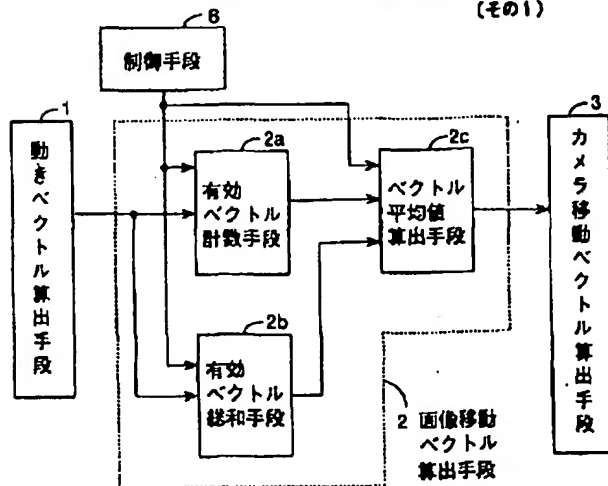 (その1)
6
制御手段
1
動きベクトル算出手段
2a
有効
ベクトル
計数手段
2c
ベクトル
平均値
算出手段
3
カメラ移動ベクトル算出手段
2b
有効
ベクトル
総和手段
2 画像移動
ベクトル
算出手段